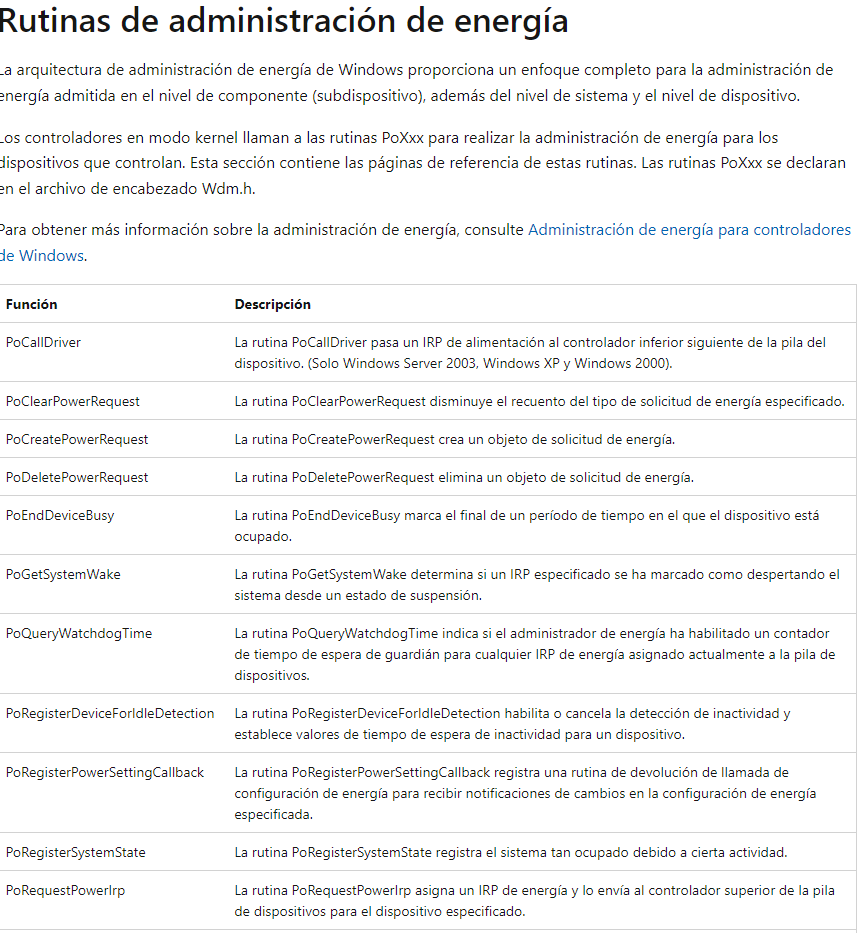 Rutinas de administración de energía
La arquitectura de administración de energía de Windows proporciona un enfoque completo para la administración de
energía admitida en el nivel de componente (subdispositivo), además del nivel de sistema y el nivel de dispositivo.
Los controladores en modo kernel llaman a las rutinas PoXxx para realizar la administración de energía para los
dispositivos que controlan. Esta sección contiene las páginas de referencia de estas rutinas. Las rutinas PoXxx se declaran
en el archivo de encabezado Wdm.h.
Para obtener más información sobre la administración de energía, consulte Administración de energía para controladores
de Windows.
Función Descripción
PoCallDriver La rutina PoCallDriver pasa un IRP de alimentación al controlador inferior siguiente de la pila del
dispositivo. (Solo Windows Server 2003, Windows XP y Windows 2000).
PoClearPowerRequest La rutina PoClearPowerRequest disminuye el recuento del tipo de solicitud de energía especificado.
PoCreatePowerRequest La rutina PoCreatePowerRequest crea un objeto de solicitud de energía.
PoDeletePowerRequest La rutina PoDeletePowerRequest elimina un objeto de solicitud de energía.
PoEndDeviceBusy La rutina PoEndDeviceBusy marca el final de un período de tiempo en el que el dispositivo está
ocupado.
PoGetSystemWake La rutina PoGetSystemWake determina si un IRP especificado se ha marcado como despertando el
sistema desde un estado de suspensión.
PoQueryWatchdogTime La rutina PoQueryWatchdogTime indica si el administrador de energía ha habilitado un contador
de tiempo de espera de guardián para cualquier IRP de energía asignado actualmente a la pila de
dispositivos.
PoRegisterDeviceForIdleDetection La rutina PoRegisterDeviceForIdleDetection habilita o cancela la detección de inactividad y
establece valores de tiempo de espera de inactividad para un dispositivo.
PoRegisterPowerSettingCallback La rutina PoRegisterPowerSettingCallback registra una rutina de devolución de llamada de
configuración de energía para recibir notificaciones de cambios en la configuración de energía
especificada.
PoRegisterSystemState La rutina PoRegisterSystemState registra el sistema tan ocupado debido a cierta actividad.
PoRequestPowerIrp La rutina PoRequestPowerIrp asigna un IRP de energía y lo envía al controlador superior de la pila
de dispositivos para el dispositivo especificado.